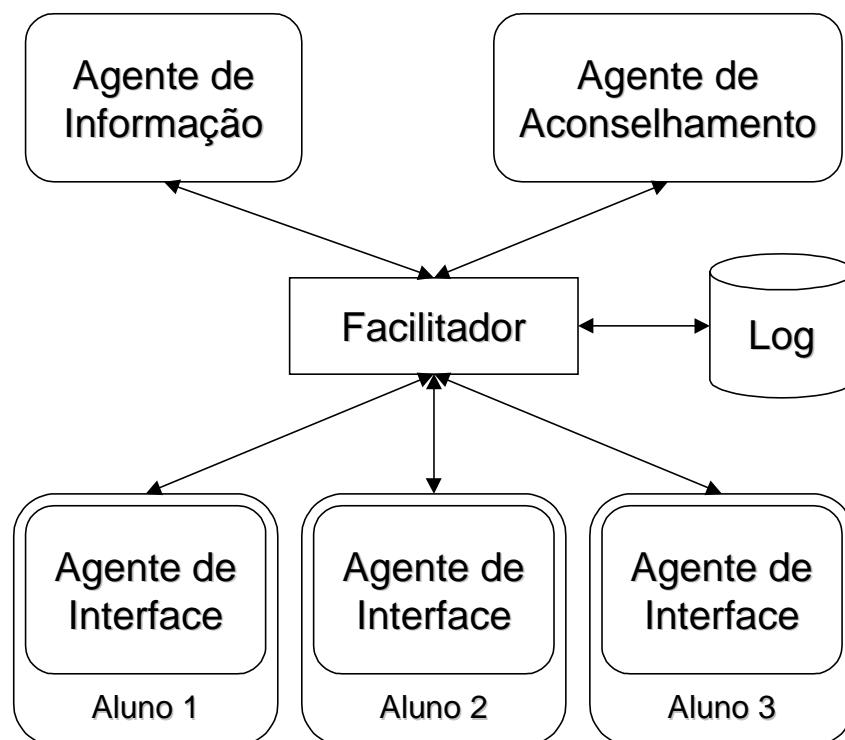 Agente de
Informação
Agente de
Aconselhamento
Facilitador
Log
Agente de
Interface
Aluno 1
Agente de
Interface
Aluno 2
Agente de
Interface
Aluno 3